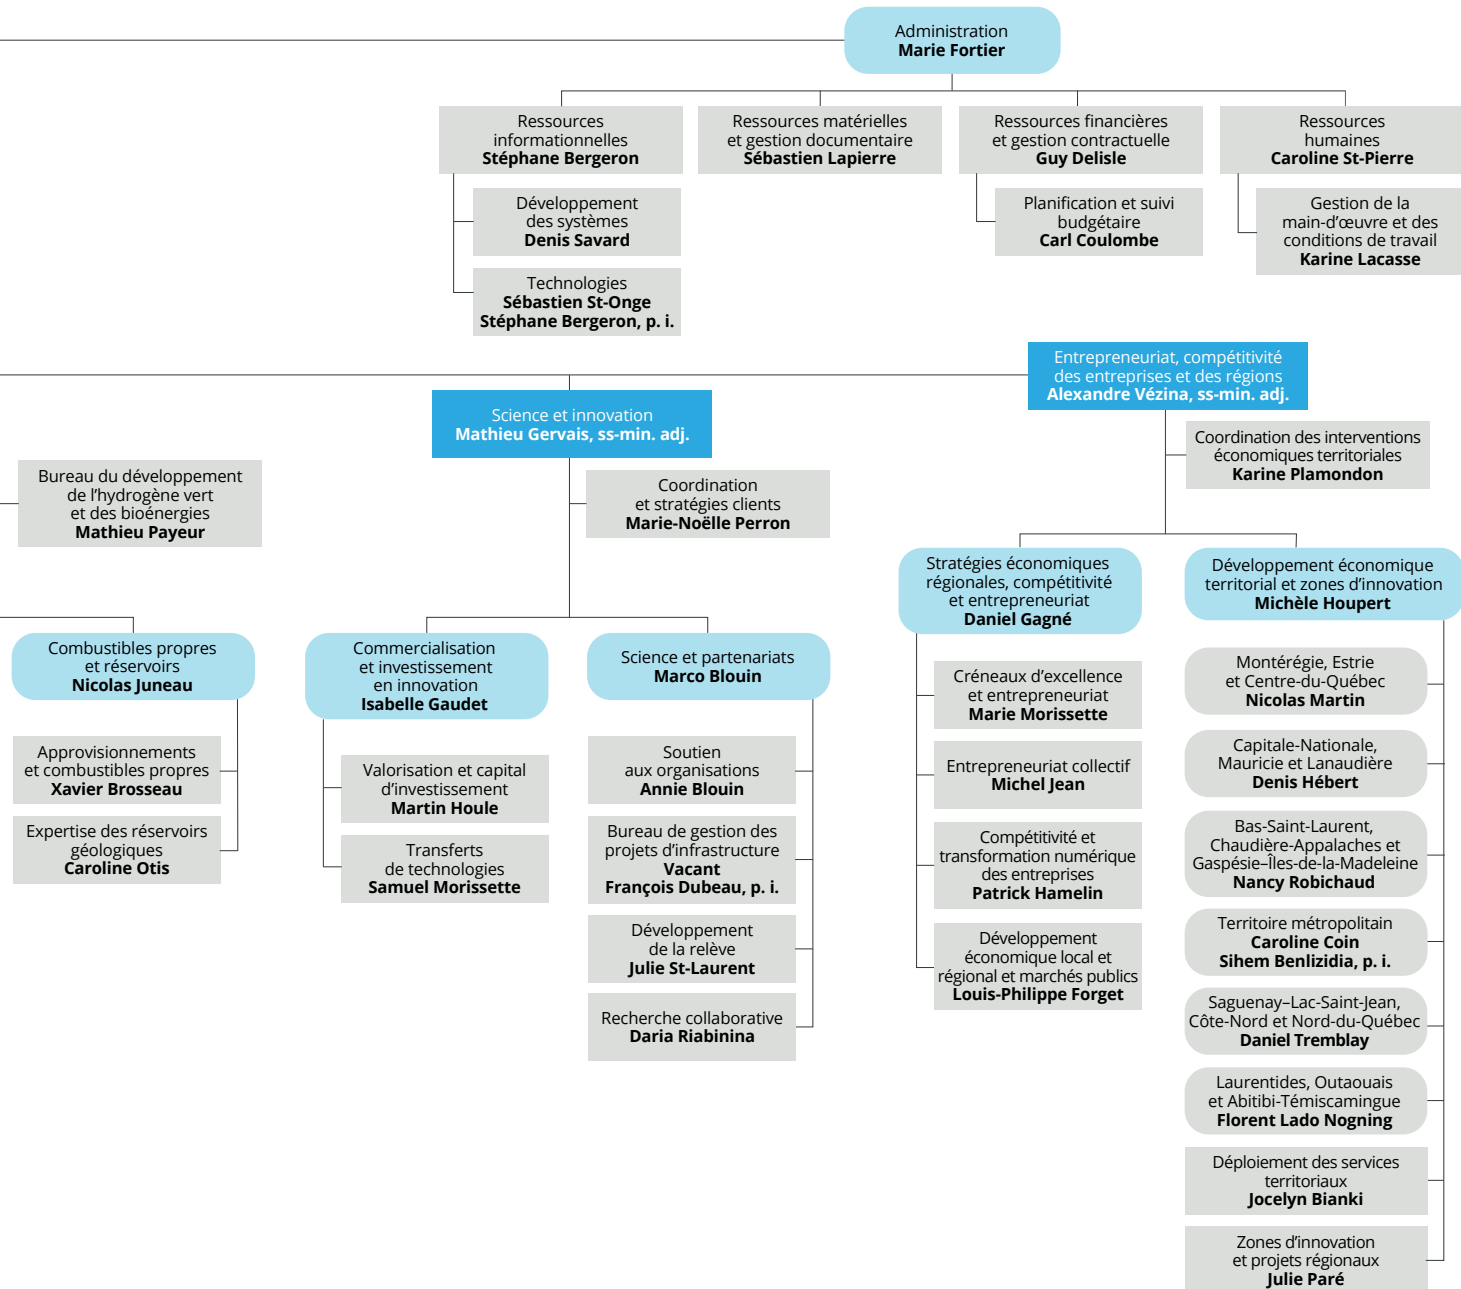 Administration
Marie Fortier
Ressources
informationnelles
Stéphane Bergeron
Ressources matérielles
et gestion documentaire
Sébastien Lapierre
Ressources financières
et gestion contractuelle
Guy Delisle
Ressources
humaines
Caroline St-Pierre
Développement
des systèmes
Denis Savard
Planification et suivi
budgétaire
Carl Coulombe
Gestion de la
main-d’œuvre et des
conditions de travail
Karine Lacasse
Technologies
Sébastien St-Onge
Stéphane Bergeron, p. i.
Entrepreneuriat, compétitivité
des entreprises et des régions
Alexandre Vézina, ss-min. adj.
Science et innovation
Mathieu Gervais, ss-min. adj.
Coordination des interventions
économiques territoriales
Karine Plamondon
Bureau du développement
de l’hydrogène vert
et des bioénergies
Mathieu Payeur
Coordination
et stratégies clients
Marie-Noëlle Perron
Stratégies économiques
régionales, compétitivité
et entrepreneuriat
Daniel Gagné
Développement économique
territorial et zones d’innovation
Michèle Houpert
Combustibles propres
et réservoirs
Nicolas Juneau
Commercialisation
et investissement
en innovation
Isabelle Gaudet
Science et partenariats
Marco Blouin
Approvisionnements
et combustibles propres
Xavier Brosseau
Expertise des réservoirs
géologiques
Caroline Otis
Valorisation et capital
d’investissement
Martin Houle
Transferts
de technologies
Samuel Morissette
Soutien
aux organisations
Annie Blouin
Bureau de gestion des
projets d’infrastructure
Vacant
François Dubeau, p. i.
Développement
de la relève
Julie St-Laurent
Recherche collaborative
Daria Riabinina
Créneaux d’excellence
et entrepreneuriat
Marie Morissette
Entrepreneuriat collectif
Michel Jean
Compétitivité et
transformation numérique
des entreprises
Patrick Hamelin
Développement
économique local et
régional et marchés publics
Louis-Philippe Forget
Montérégie, Estrie
et Centre-du-Québec
Nicolas Martin
Capitale-Nationale,
Mauricie et Lanaudière
Denis Hébert
Bas-Saint-Laurent,
Chaudière-Appalaches et
Gaspésie–Îles-de-la-Madeleine
Nancy Robichaud
Territoire métropolitain
Caroline Coin
Sihem Benlizidia, p. i.
Saguenay–Lac-Saint-Jean,
Côte-Nord et Nord-du-Québec
Daniel Tremblay
Laurentides, Outaouais
et Abitibi-Témiscamingue
Florent Lado Nogning
Déploiement des services
territoriaux
Jocelyn Bianki
Zones d’innovation
et projets régionaux
Julie Paré